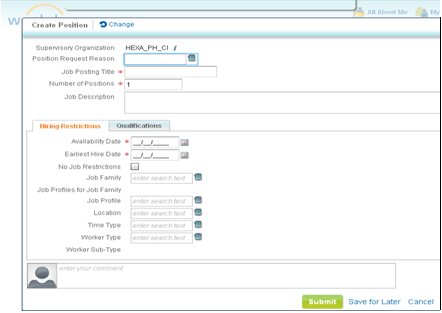 All About Me My
Create Position Change
Supervisory Organization HEXA_PH_CI i
Position Request Reason
Job Posting Title *
Number of Positions * 1
Job Description
Hiring Restrictions Qualifications
Availability Date * __/__/____
Earliest Hire Date * __/__/____
No Job Restrictions
Job Family enter search text
Job Profiles for Job Family
Job Profile enter search text
Location enter search text
Time Type enter search text
Worker Type enter search text
Worker Sub-Type
enter your comment
Submit Save for Later Cancel